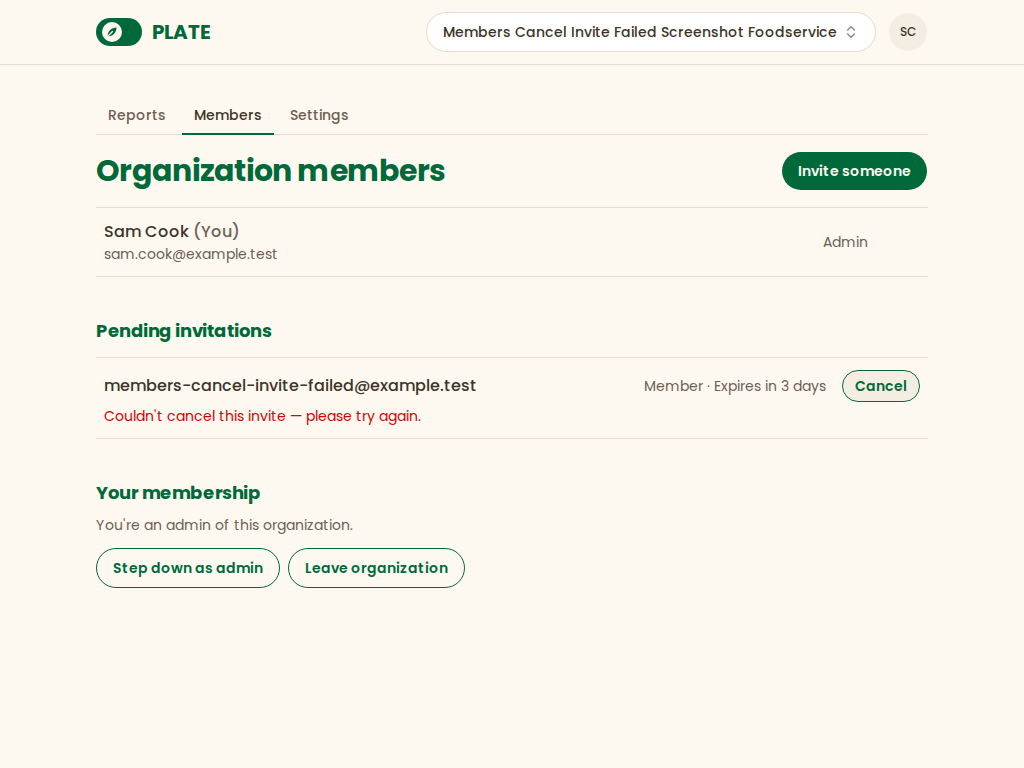 PLATE
Members Cancel Invite Failed Screenshot Foodservice
SC
Reports Members Settings
Organization members
Invite someone
Sam Cook (You)
sam.cook@example.test
Admin
Pending invitations
members-cancel-invite-failed@example.test
Member · Expires in 3 days
Cancel
Couldn't cancel this invite — please try again.
Your membership
You're an admin of this organization.
Step down as admin
Leave organization